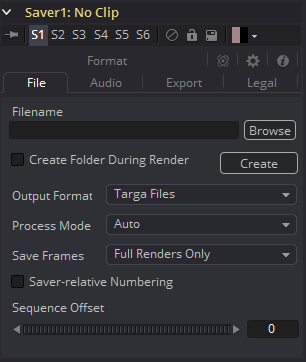 Saver1: No Clip
S1 S2 S3 S4 S5 S6
Format
File Audio Export Legal
Filename
Browse
Create Folder During Render Create
Output Format Targa Files
Process Mode Auto
Save Frames Full Renders Only
Saver-relative Numbering
Sequence Offset
0